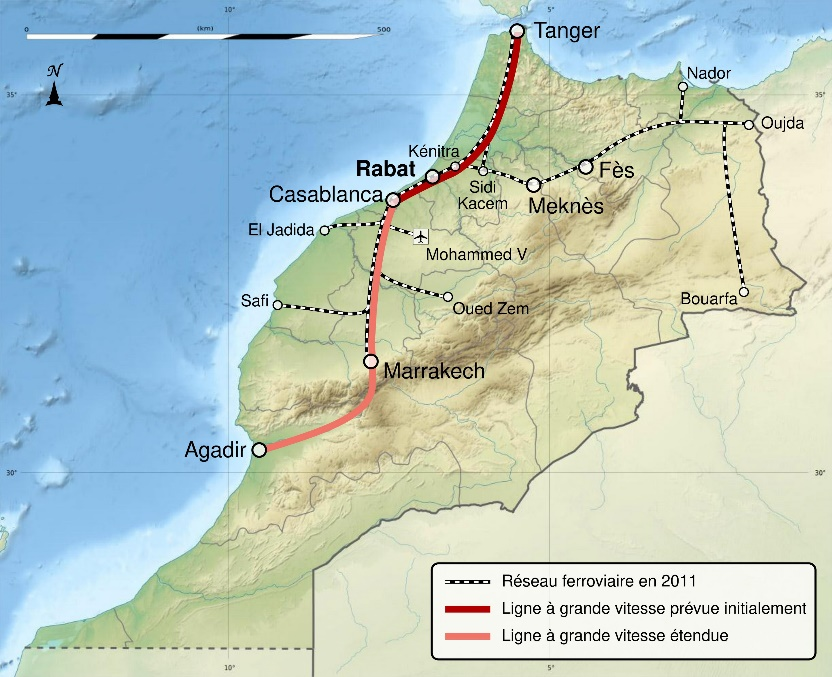 10°
5°
0
(km)
500
N
Tanger
35°
35°
Nador
Oujda
Kénitra
Rabat
Fès
Sidi
Kacem
Casablanca
Meknès
El Jadida
Mohammed V
Safi
Oued Zem
Bouarfa
Marrakech
Agadir
30°
30°
Réseau ferroviaire en 2011
Ligne à grande vitesse prévue initialement
Ligne à grande vitesse étendue
10°
5°